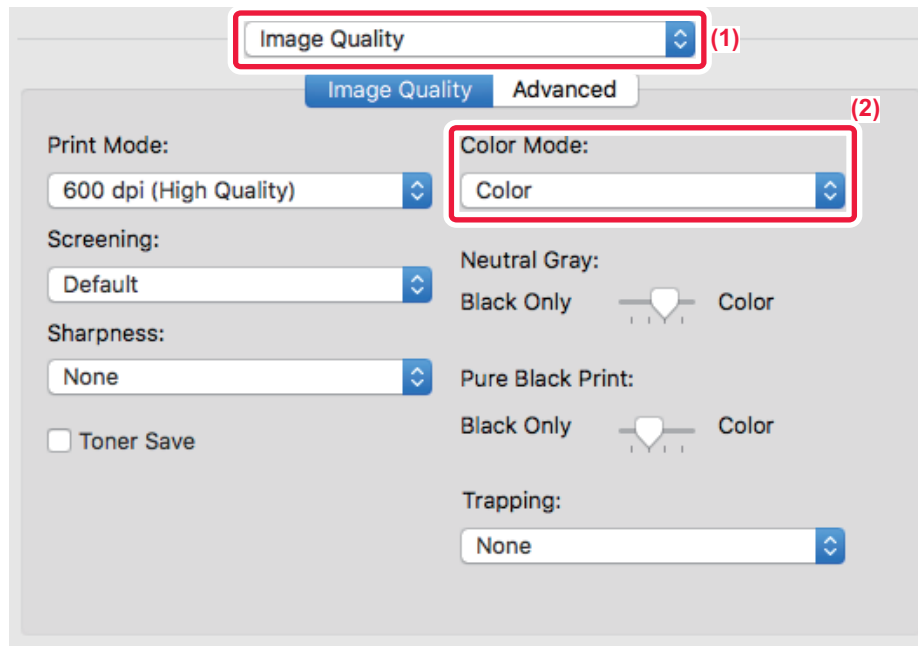 Image Quality
(1)
Image Quality
Advanced
(2)
Print Mode:
600 dpi (High Quality)
Screening:
Default
Sharpness:
None
Toner Save
Color Mode:
Color
Neutral Gray:
Black Only Color
Pure Black Print:
Black Only Color
Trapping:
None